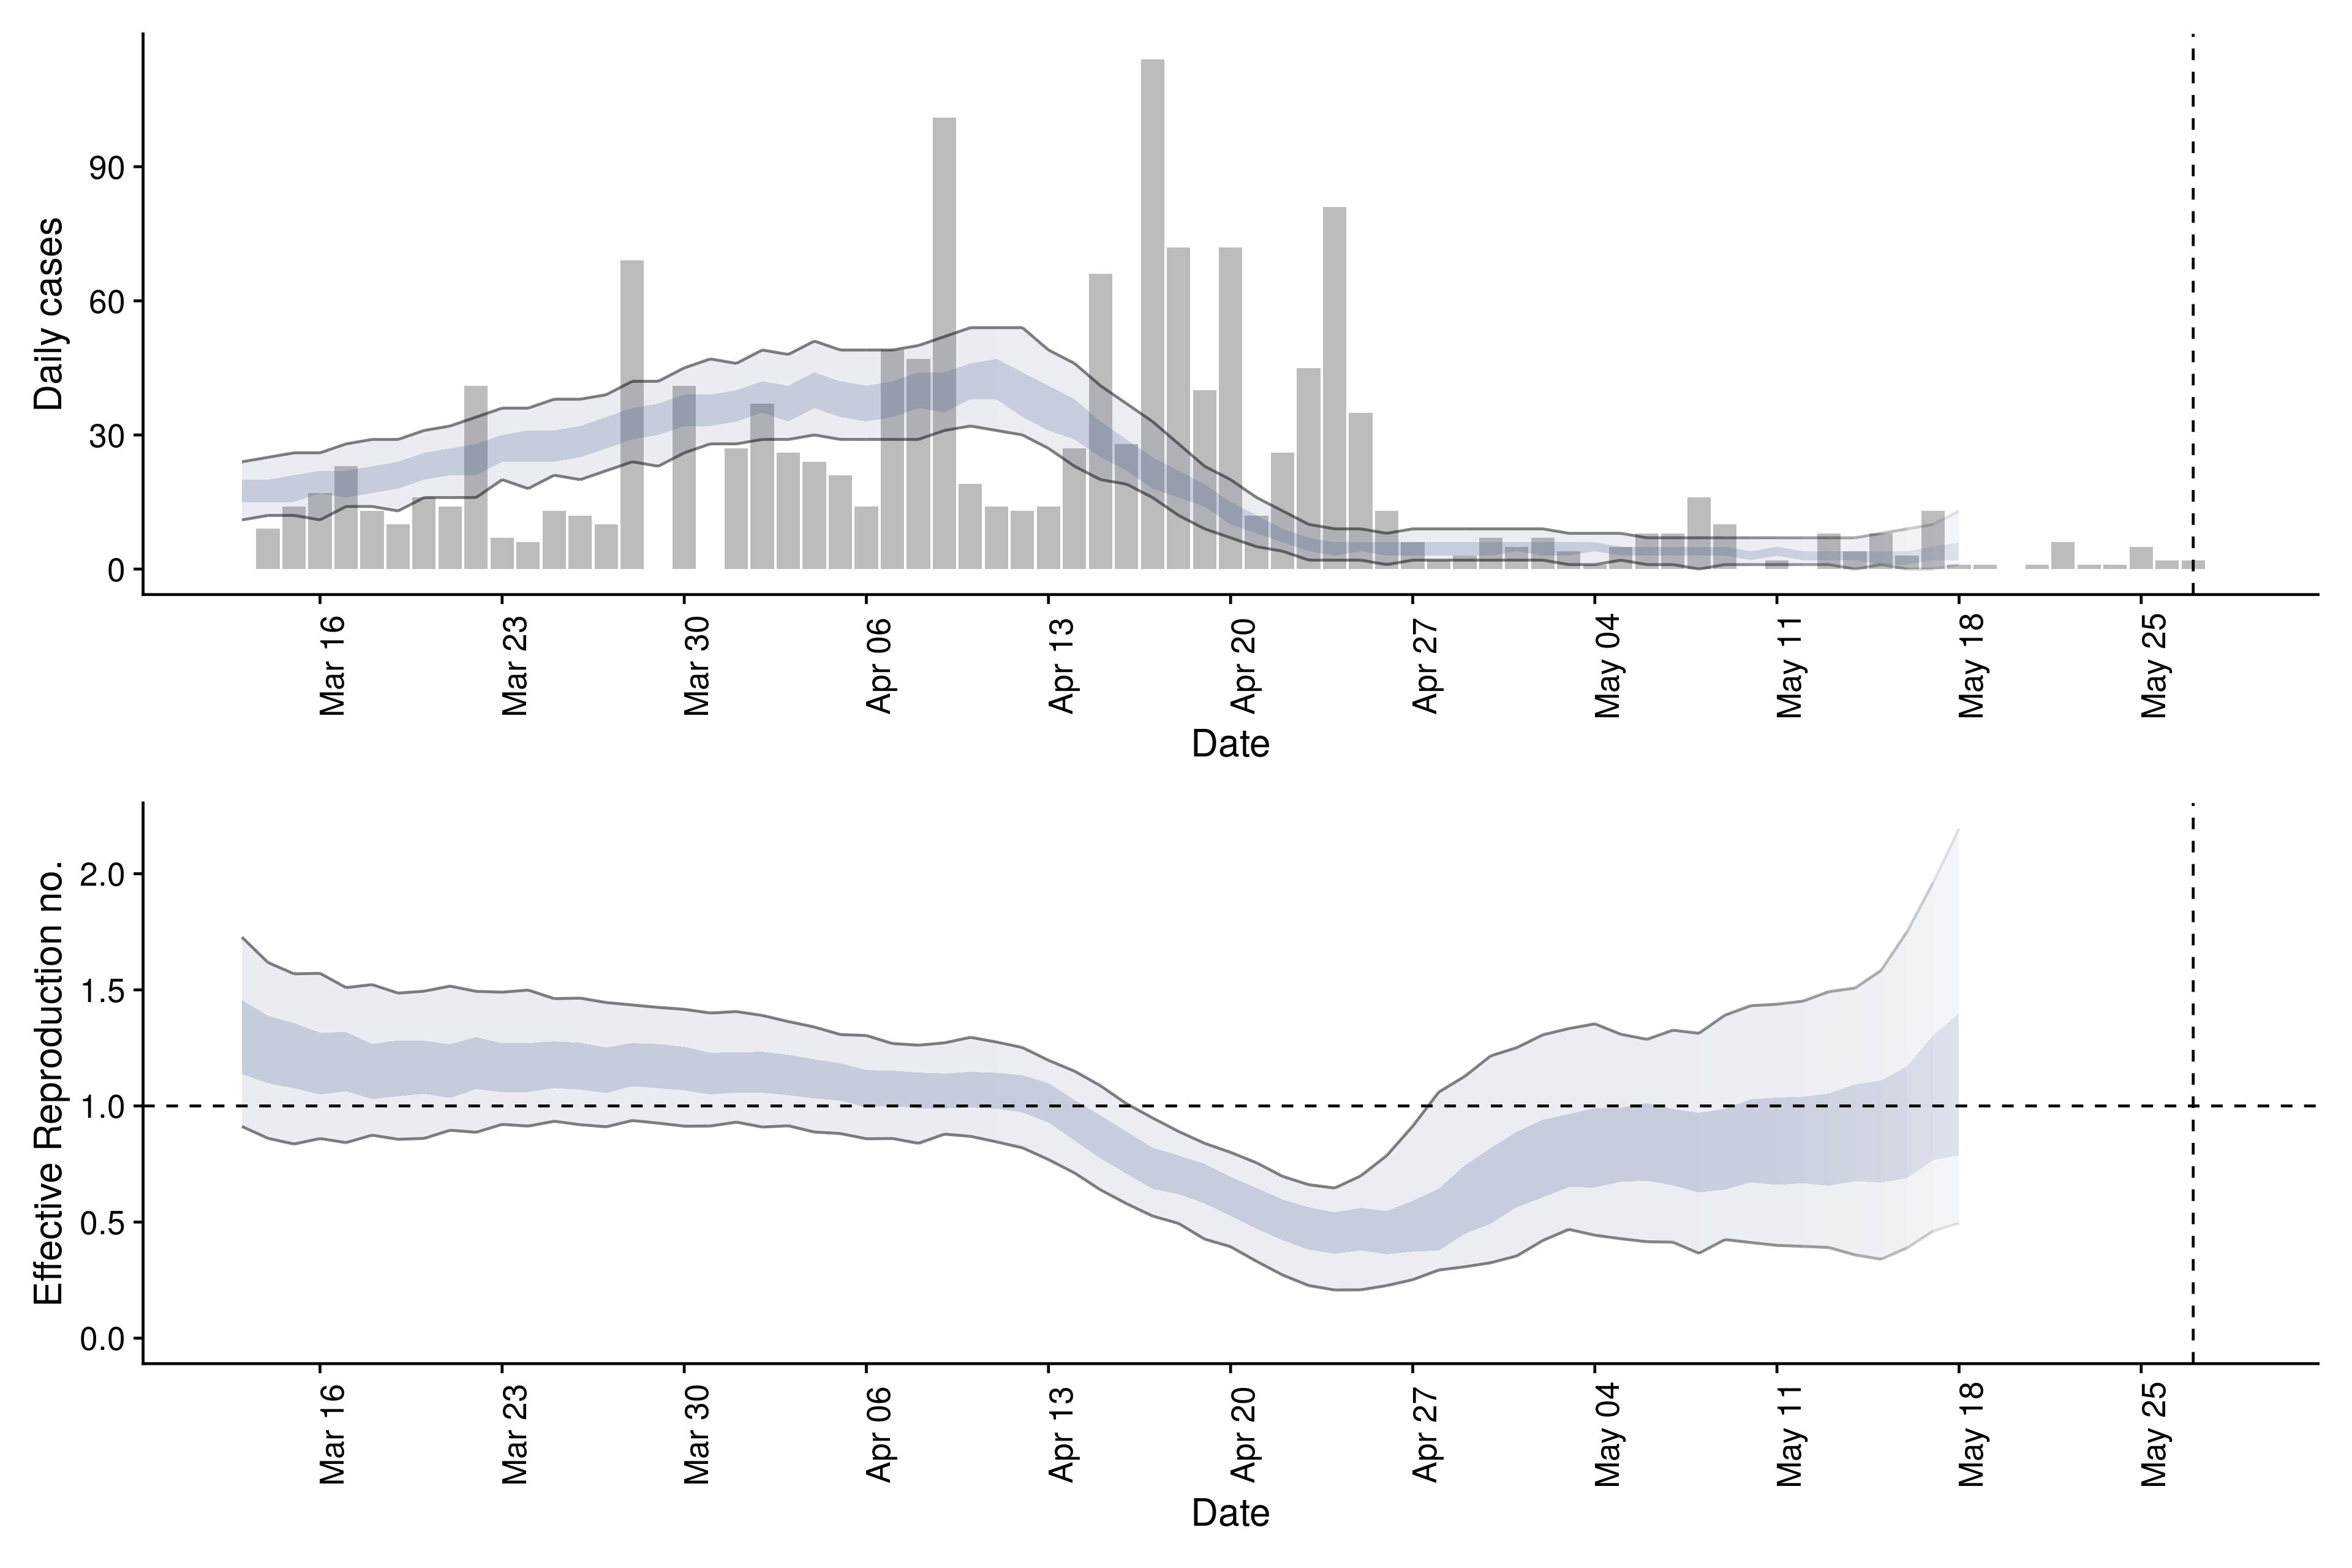 Daily cases
90
60
30
0
Mar 16
Mar 23
Mar 30
Apr 06
Apr 13
Apr 20
Apr 27
May 04
May 11
May 18
May 25
Date
Effective Reproduction no.
2.0
1.5
1.0
0.5
0.0
Mar 16
Mar 23
Mar 30
Apr 06
Apr 13
Apr 20
Apr 27
May 04
May 11
May 18
May 25
Date